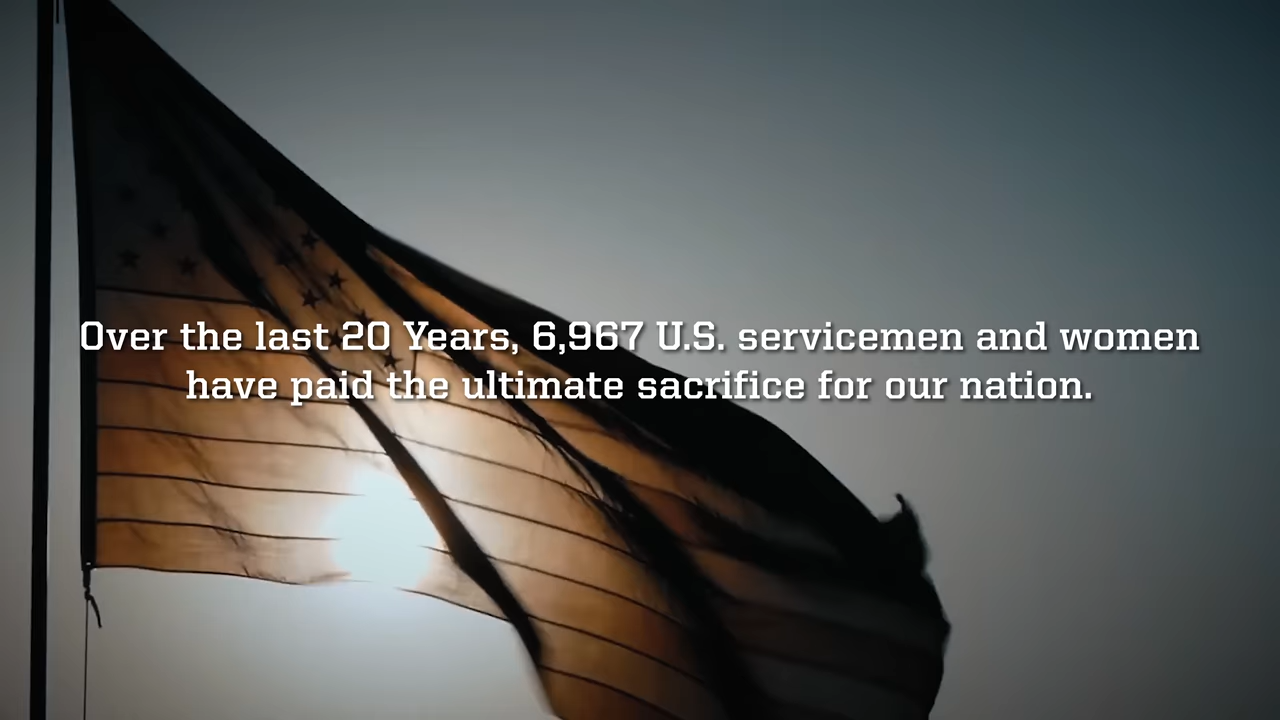 Over the last 20 Years, 6,967 U.S. servicemen and women
have paid the ultimate sacrifice for our nation.